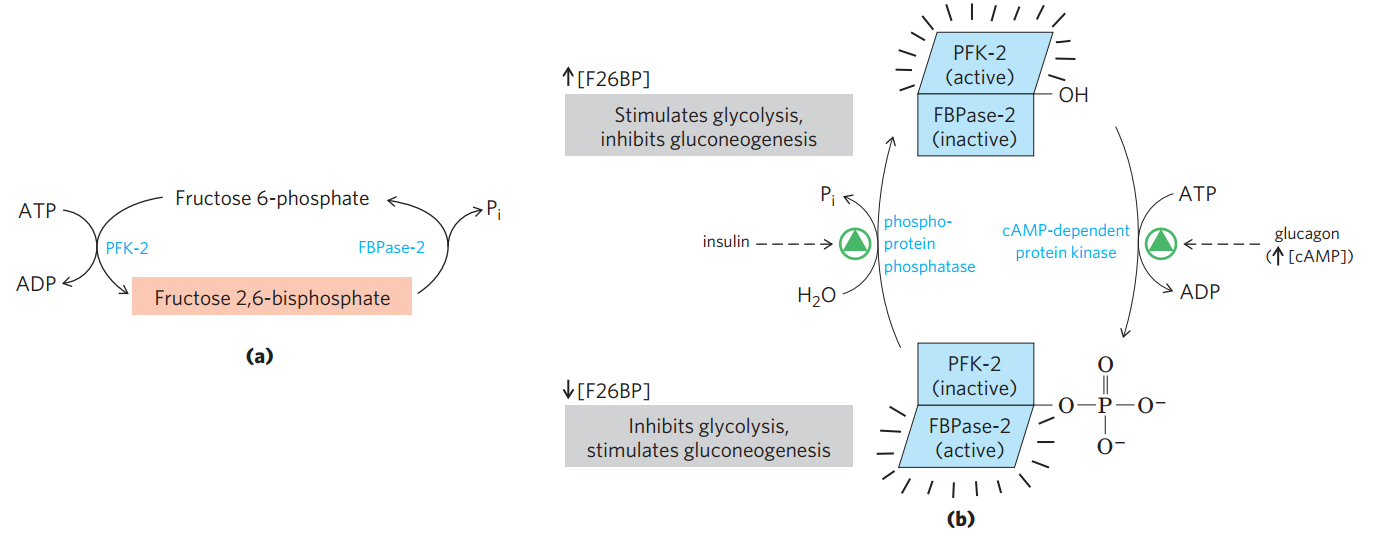 ATP
ADP
PFK-2
Fructose 6-phosphate
FBPase-2
Pi
Fructose 2,6-bisphosphate
(a)
↑[F26BP]
Stimulates glycolysis,
inhibits gluconeogenesis
PFK-2
(active)
FBPase-2
(inactive)
OH
Pi
insulin
H2O
phospho-
protein
phosphatase
cAMP-dependent
protein kinase
ATP
glucagon
(↑ [cAMP])
ADP
↓[F26BP]
Inhibits glycolysis,
stimulates gluconeogenesis
PFK-2
(inactive)
FBPase-2
(active)
O
O—P—O−
O−
(b)